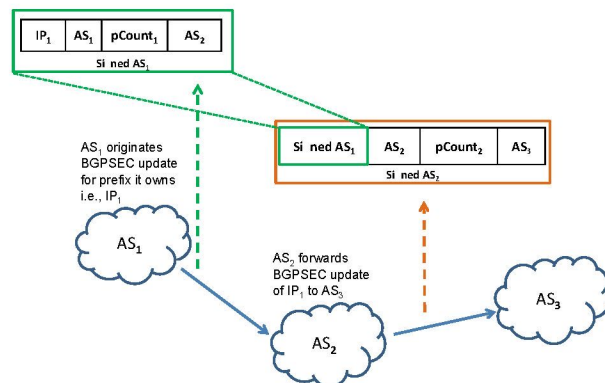 IP₁ AS₁ pCount₁ AS₂
Si ned AS₁
Si ned AS₁ AS₂ pCount₂ AS₃
Si ned AS₂
AS₁ originates
BGPSEC update
for prefix it owns
i.e., IP₁
AS₁
AS₂ forwards
BGPSEC update
of IP₁ to AS₃
AS₂
AS₃